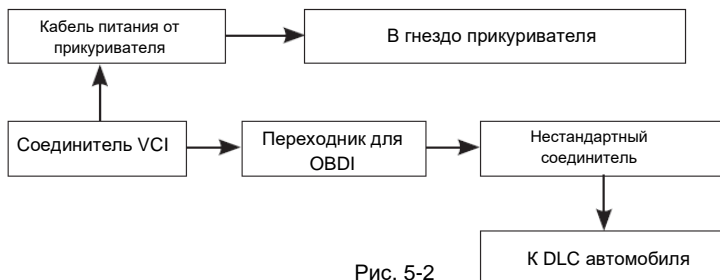 Кабель питания от
прикуривателя
В гнездо прикуривателя
Соединитель VCI
Переходник для
OBDI
Нестандартный
соединитель
К DLC автомобиля
Рис. 5-2